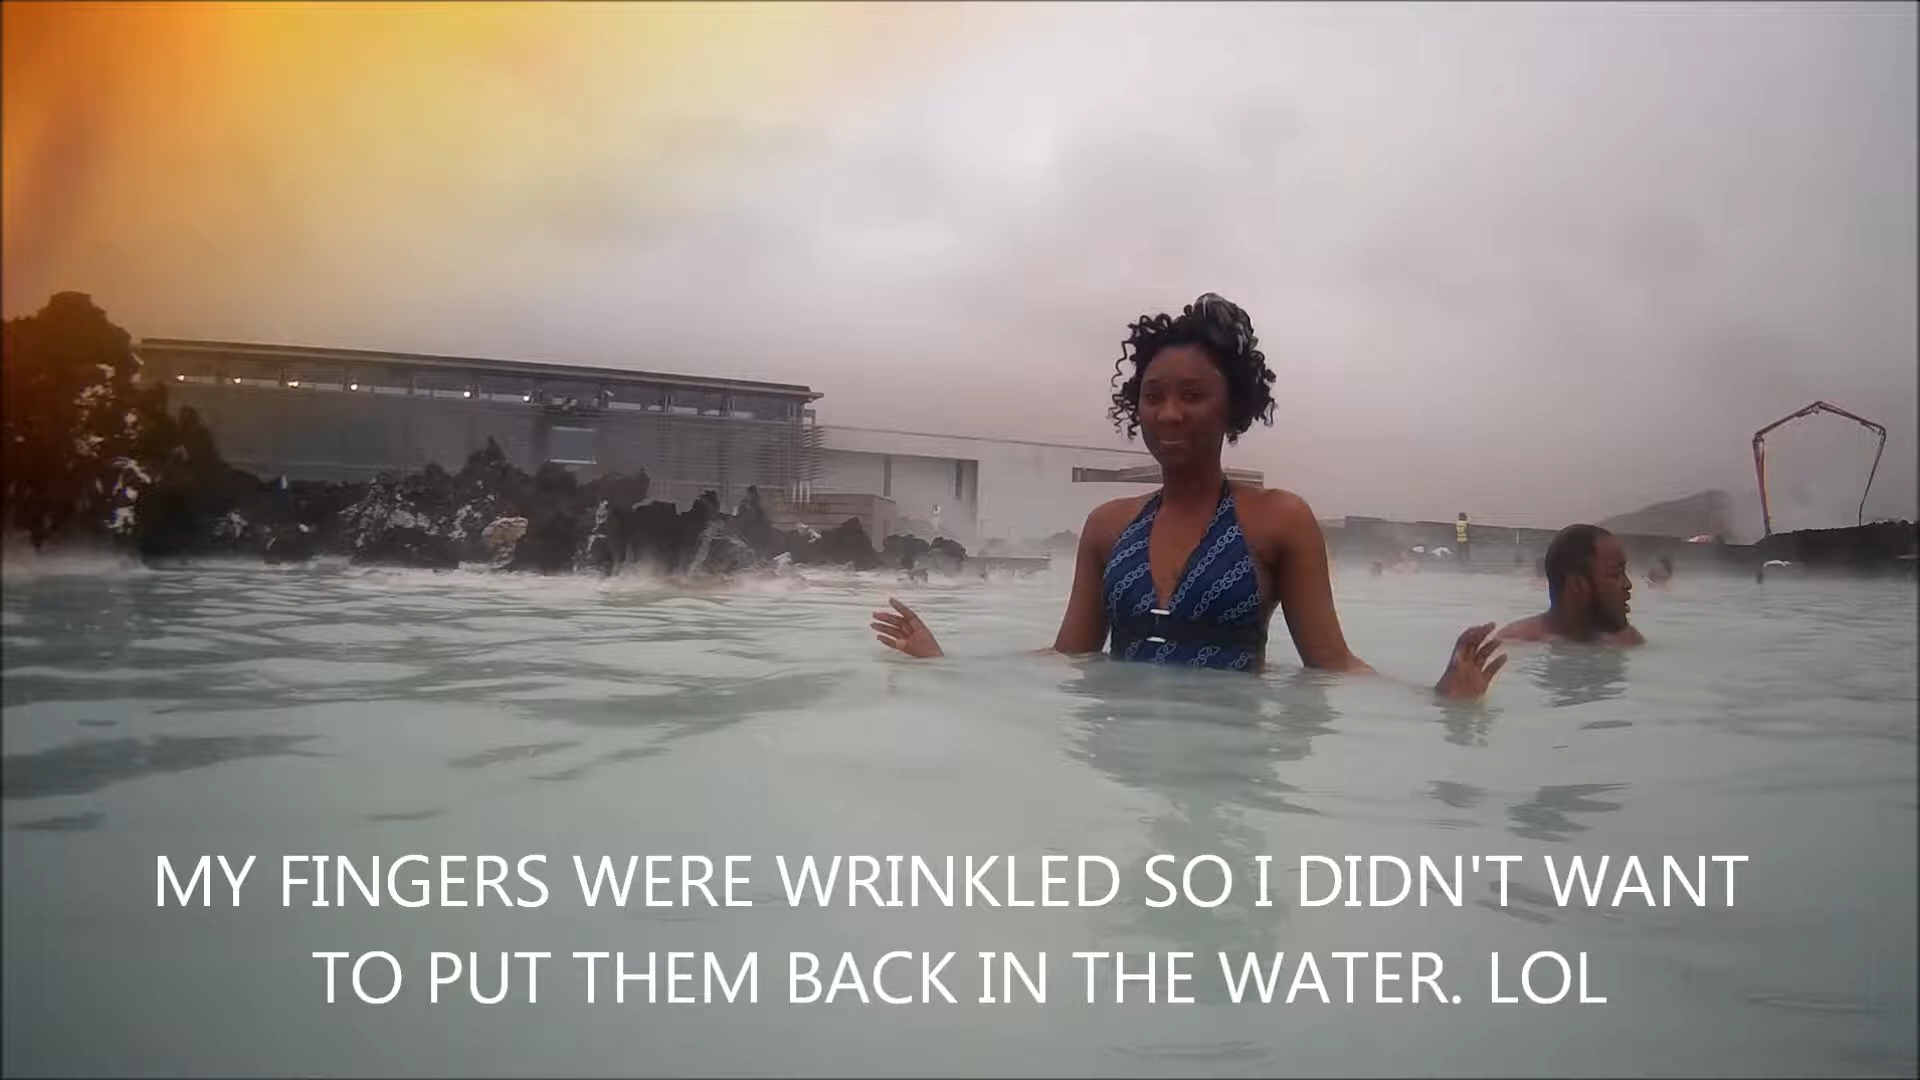 MY FINGERS WERE WRINKLED SO I DIDN'T WANT
TO PUT THEM BACK IN THE WATER. LOL